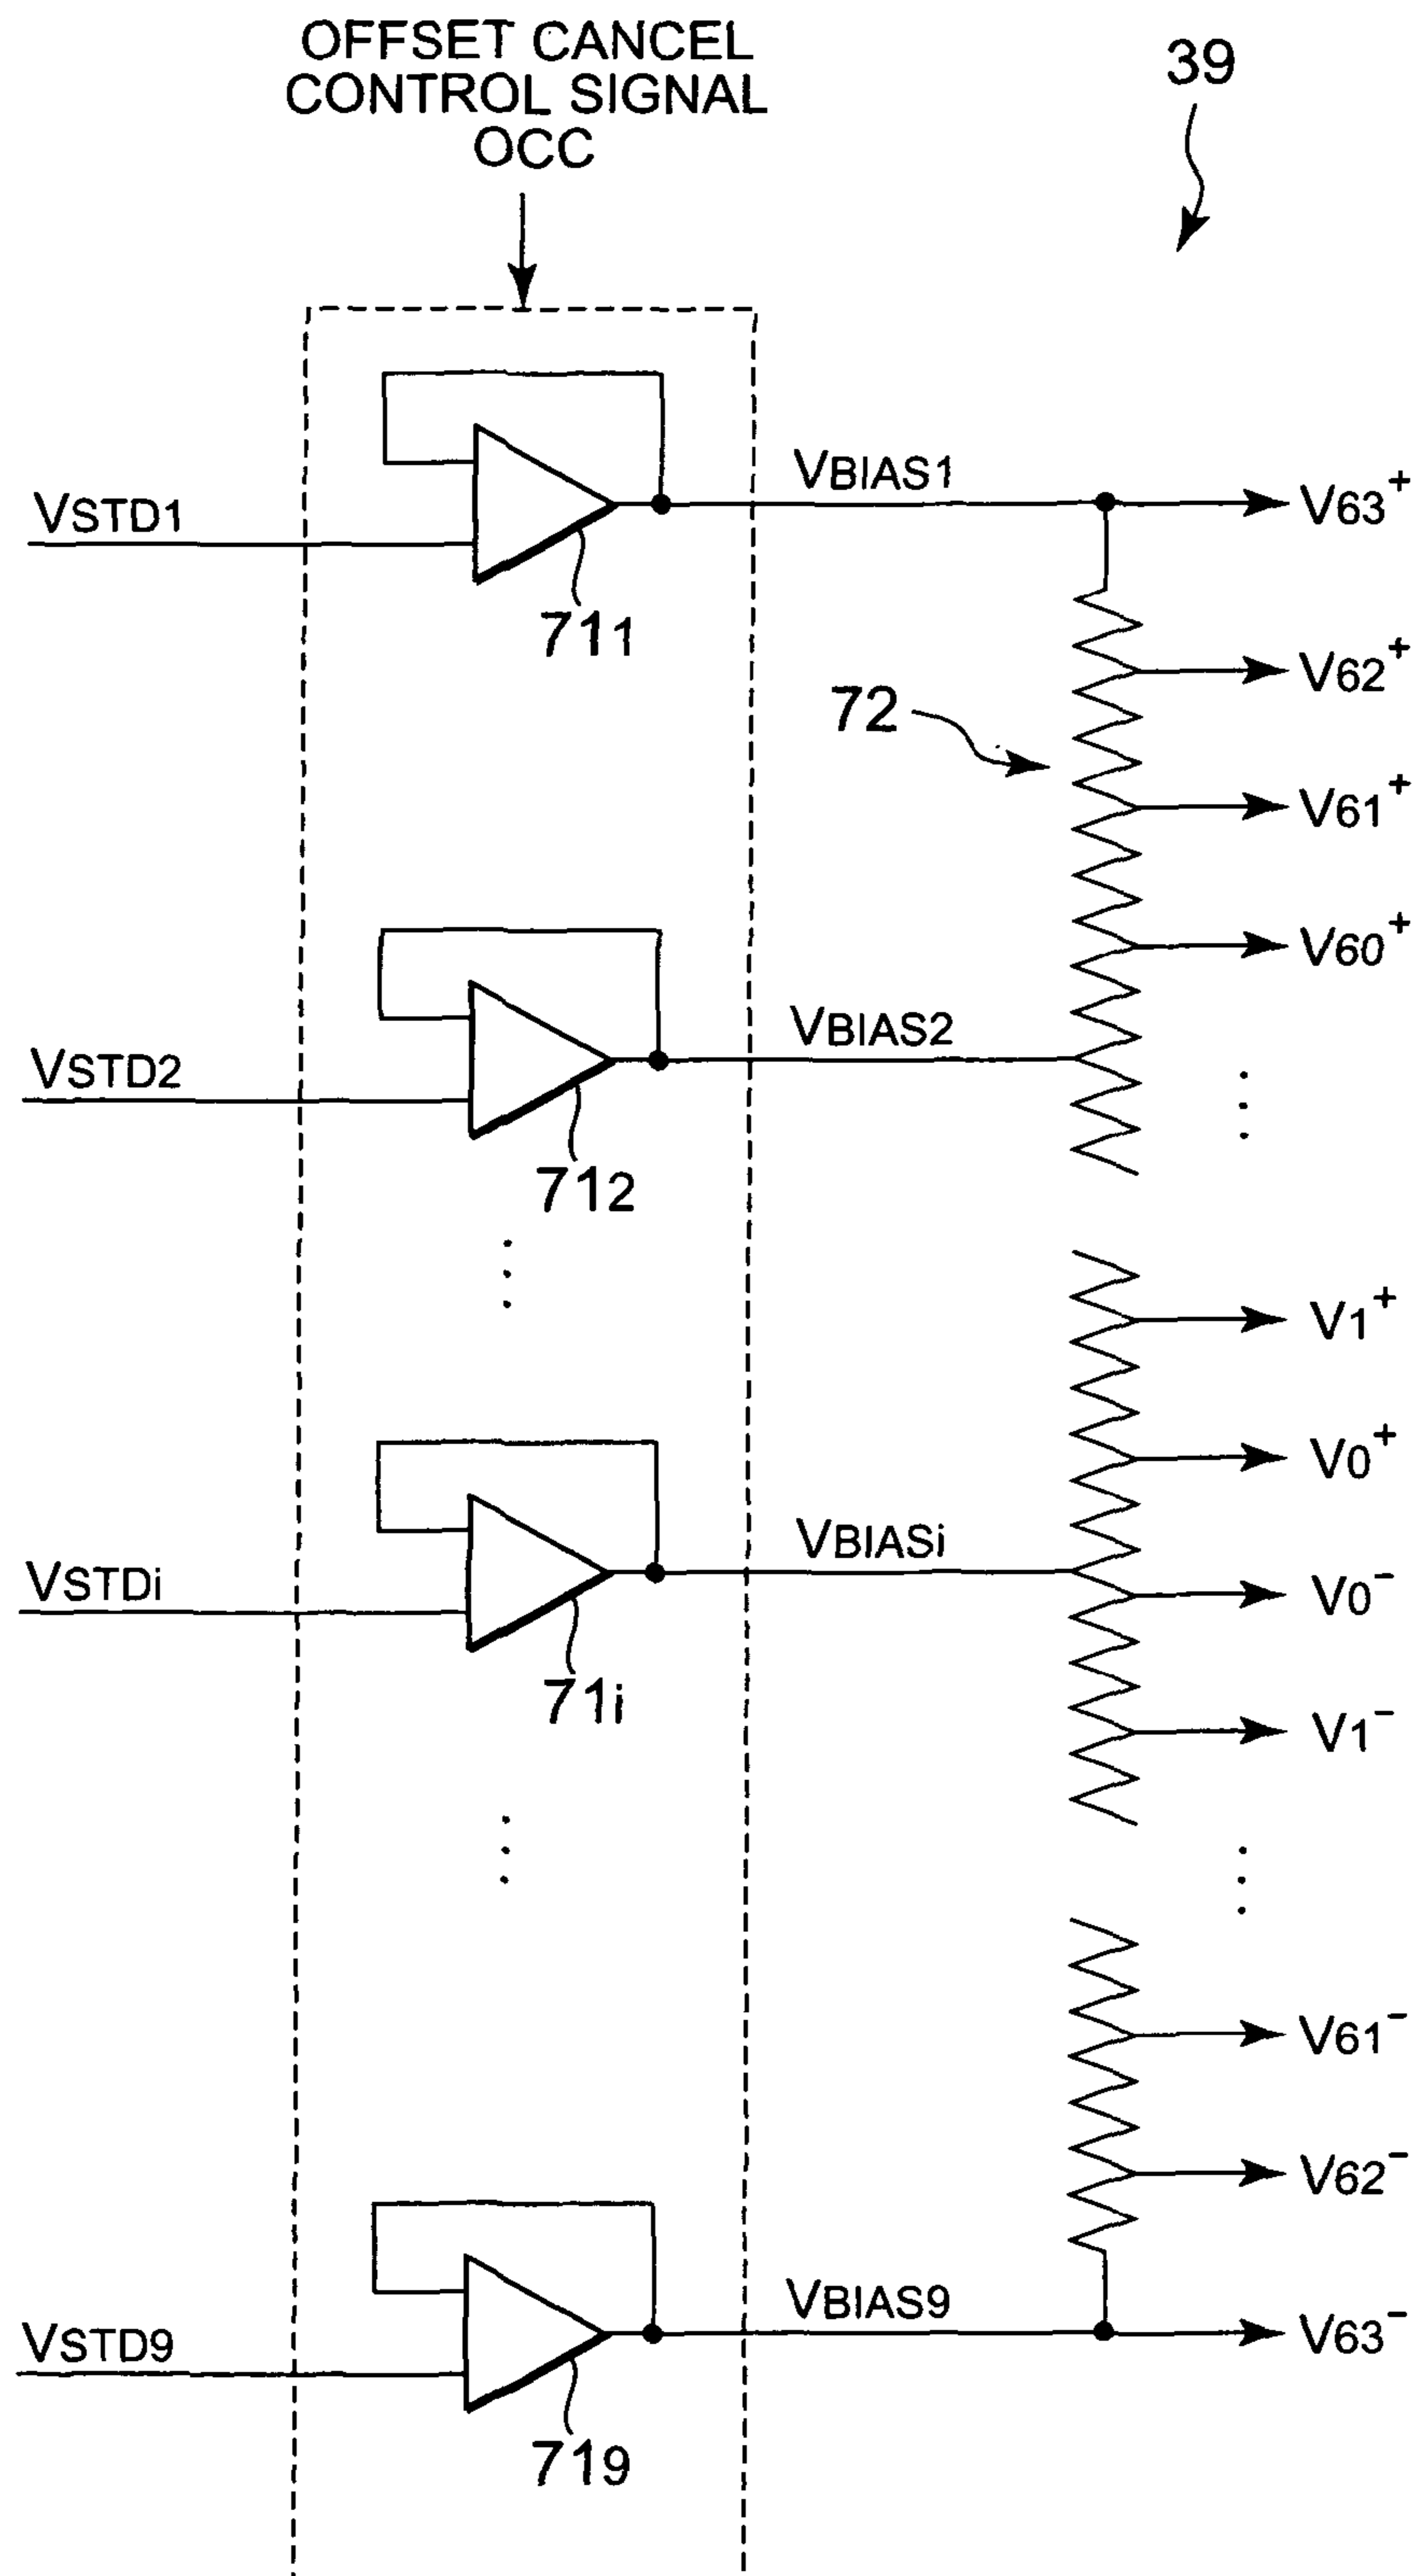 OFFSET CANCEL
CONTROL SIGNAL
OCC
39
VBIAS1
V63+
VSTD1
711
V62+
72
V61+
V60+
VBIAS2
VSTD2
712
V1+
V0+
VBIASi
VSTDi
V0-
71i
V1-
V61-
V62-
VBIAS9
VSTD9
V63-
719